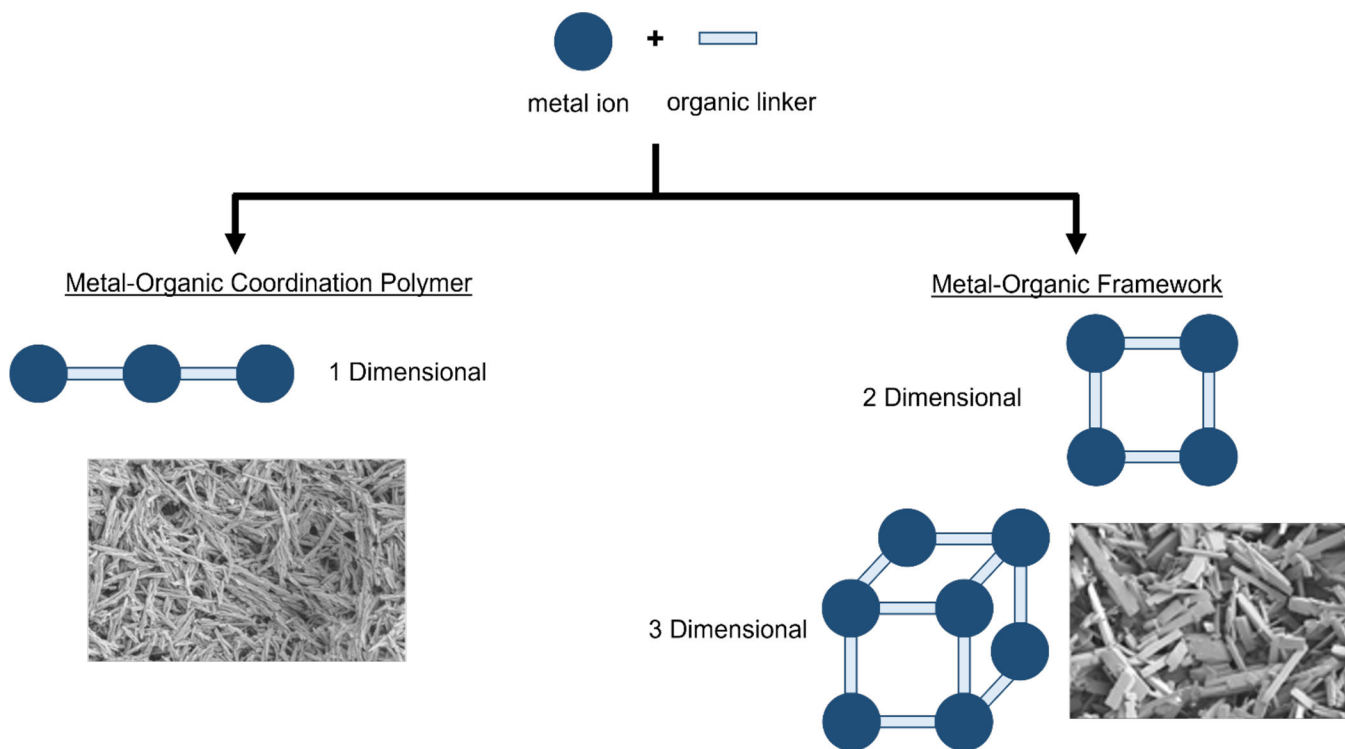 +
metal ion organic linker
Metal-Organic Coordination Polymer
Metal-Organic Framework
1 Dimensional
2 Dimensional
3 Dimensional